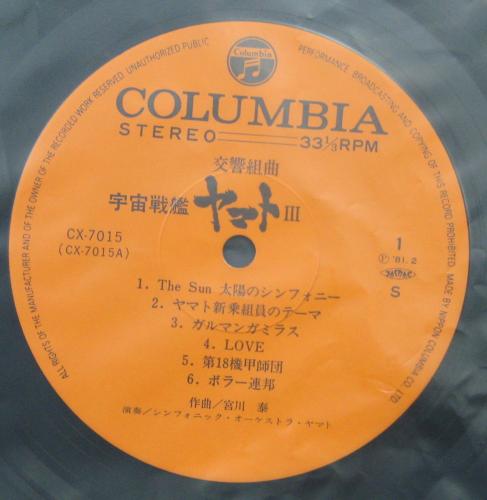 Columbia
COLUMBIA
STEREO 33⅓RPM
交響組曲
宇宙戦艦 ヤマト III
CX-7015
(CX-7015A)
1
Ⓟ '81. 2
JASRAC
S
1. The Sun 太陽のシンフォニー
2. ヤマト新乗組員のテーマ
3. ガルマンガミラス
4. LOVE
5. 第18機甲師団
6. ボラー連邦
作曲/宮川 泰
演奏/シンフォニック・オーケストラ・ヤマト
ALL RIGHTS OF THE MANUFACTURER AND OF THE OWNER OF THE RECORDED WORK RESERVED. UNAUTHORIZED PUBLIC PERFORMANCE, BROADCASTING AND COPYING OF THIS RECORD PROHIBITED. MADE BY NIPPON COLUMBIA CO. LTD.